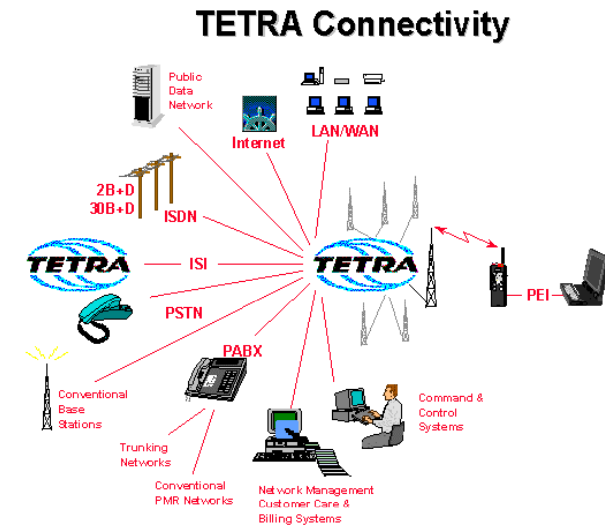 TETRA Connectivity
Public
Data
Network
Internet
LAN/WAN
2B+D
30B+D
ISDN
TETRA
ISI
TETRA
PEI
PSTN
PABX
Conventional
Base
Stations
Command &
Control
Systems
Trunking
Networks
Conventional
PMR Networks
Network Management
Customer Care &
Billing Systems